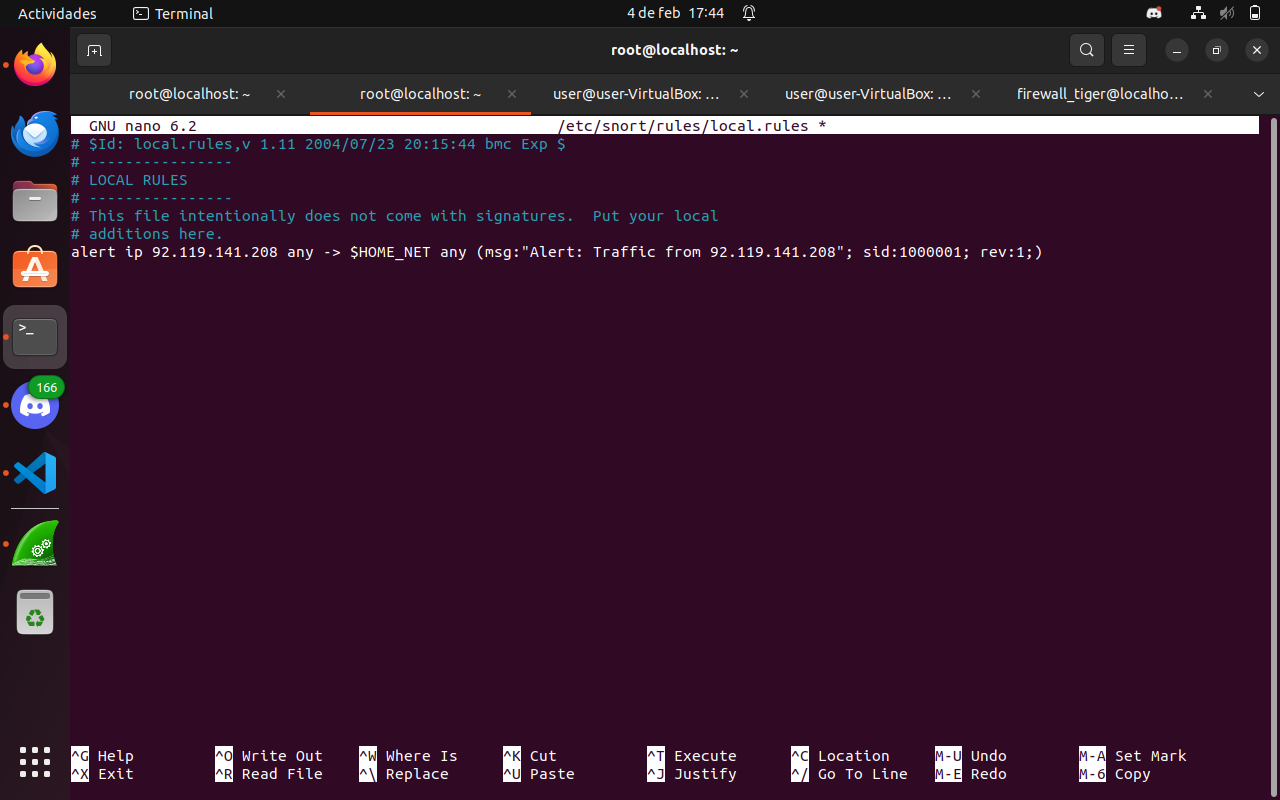 Actividades
Terminal
4 de feb 17:44
root@localhost: ~
root@localhost: ~
root@localhost: ~
user@user-VirtualBox: ...
user@user-VirtualBox: ...
firewall_tiger@localho...
GNU nano 6.2
/etc/snort/rules/local.rules *
# $Id: local.rules,v 1.11 2004/07/23 20:15:44 bmc Exp $
# ----------------
# LOCAL RULES
# ----------------
# This file intentionally does not come with signatures.  Put your local
# additions here.
alert ip 92.119.141.208 any -> $HOME_NET any (msg:"Alert: Traffic from 92.119.141.208"; sid:1000001; rev:1;)
>_
166
^G Help ^O Write Out ^W Where Is ^K Cut ^T Execute ^C Location M-U Undo M-A Set Mark
^X Exit ^R Read File ^\ Replace ^U Paste ^J Justify ^/ Go To Line M-E Redo M-6 Copy